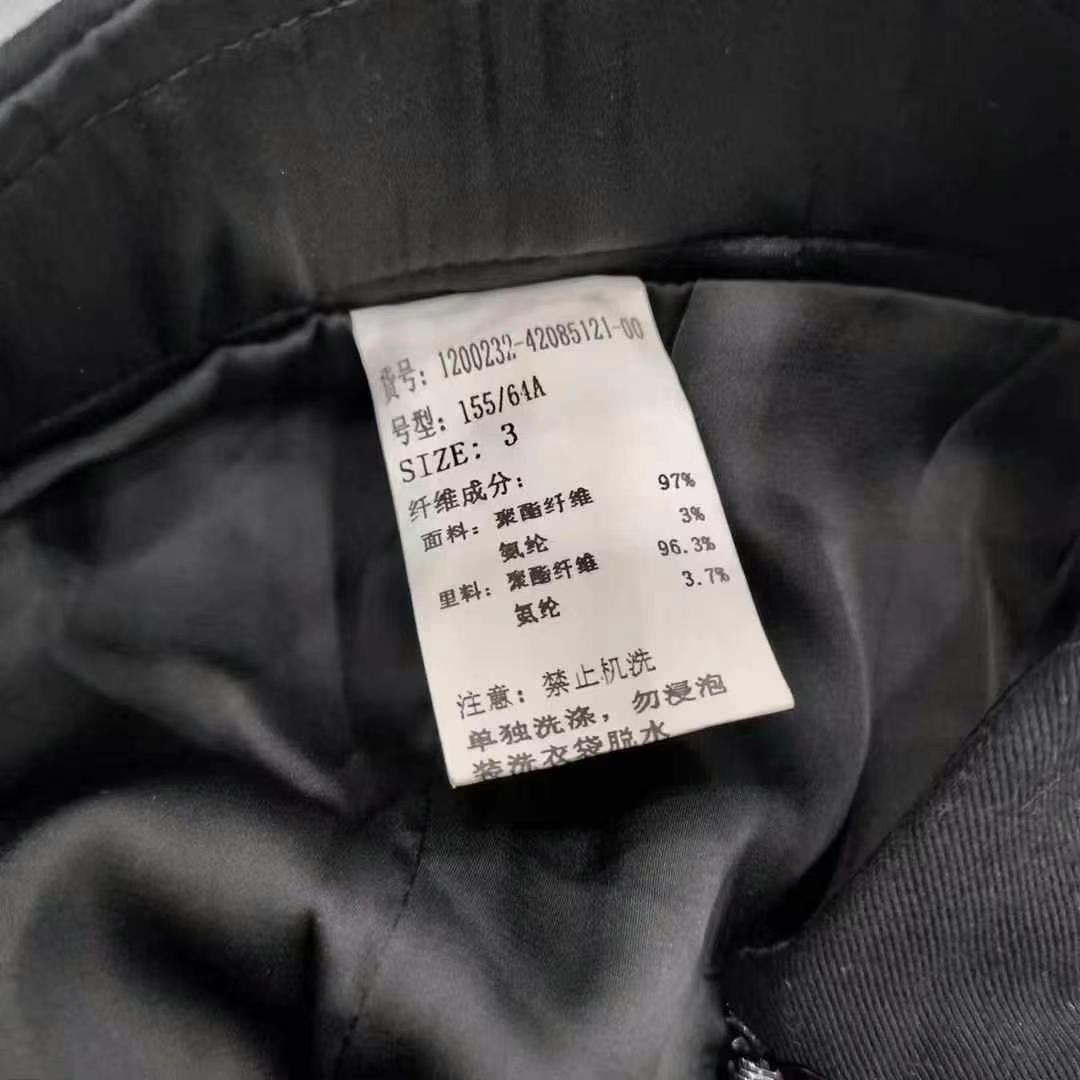 货号: 1200232-42085121-00
号型: 155/64A
SIZE: 3
纤维成分:
面料: 聚酯纤维 97%
氨纶 3%
里料: 聚酯纤维 96.3%
氨纶 3.7%
注意: 禁止机洗
单独洗涤，勿浸泡
装洗衣袋脱水